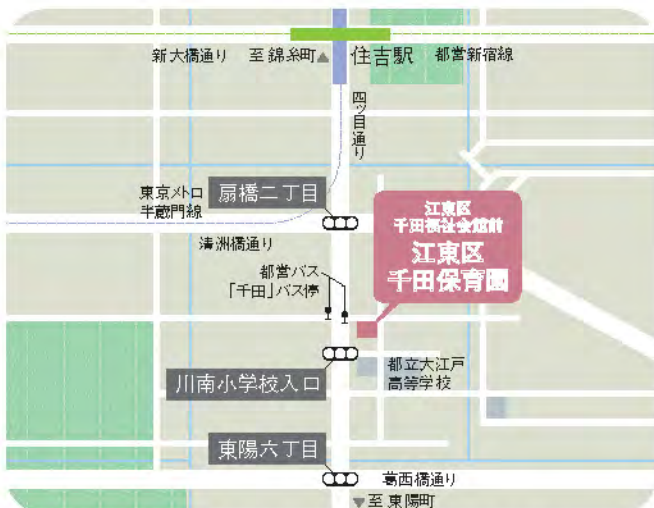 新大橋通り
至錦糸町▲
住吉駅
都営新宿線
四ッ目通り
東京メトロ
半蔵門線
扇橋二丁目
清洲橋通り
江東区
千田福祉会館前
江東区
千田保育園
都営バス
「千田」バス停
川南小学校入口
都立大江戸
高等学校
東陽六丁目
葛西橋通り
▼至東陽町